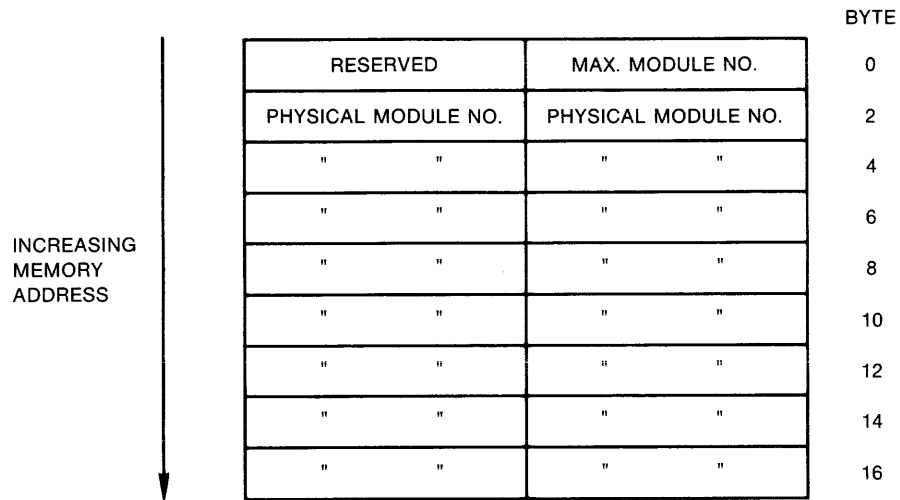 BYTE
RESERVED MAX. MODULE NO. 0
PHYSICAL MODULE NO. PHYSICAL MODULE NO. 2
" " " " 4
" " " " 6
INCREASING
MEMORY
ADDRESS
" " " " 8
" " " " 10
" " " " 12
" " " " 14
" " " " 16